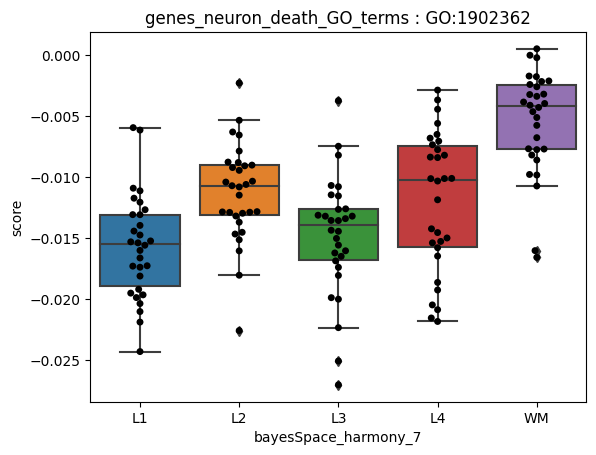 genes_neuron_death_GO_terms : GO:1902362
0.000
−0.005
−0.010
−0.015
−0.020
−0.025
score
L1 L2 L3 L4 WM
bayesSpace_harmony_7